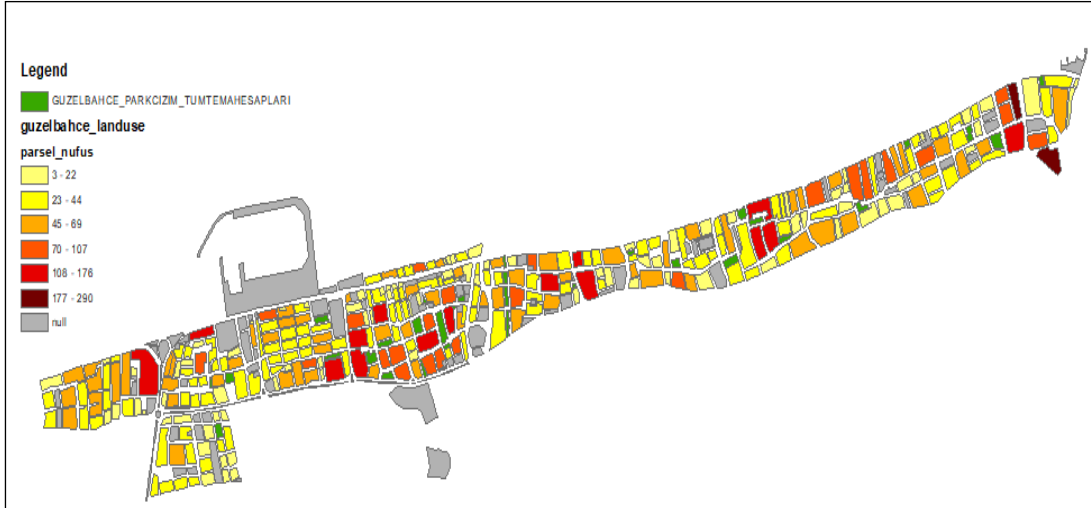 Legend
GUZELBAHCE_PARKCIZIM_TUMTEMAHESAPLARI
guzelbahce_landuse
parsel_nufus
3 - 22
23 - 44
45 - 69
70 - 107
108 - 176
177 - 290
null